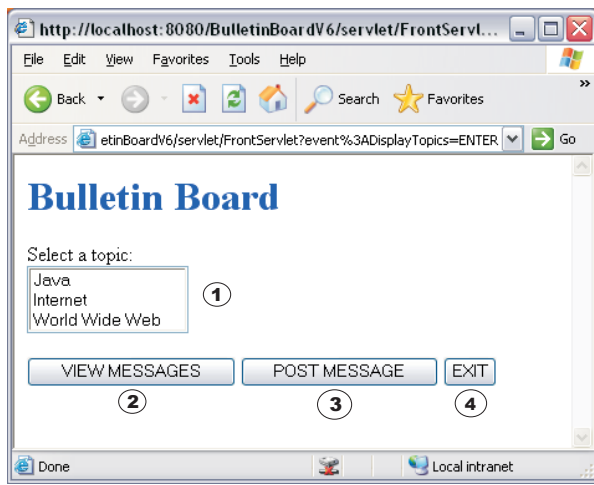 http://localhost:8080/BulletinBoardV6/servlet/FrontServl...
File Edit View Favorites Tools Help
Back Search Favorites »
Address etinBoardV6/servlet/FrontServlet?event%3ADisplayTopics=ENTER Go
Bulletin Board
Select a topic:
Java
Internet
World Wide Web
1
VIEW MESSAGES POST MESSAGE EXIT
2 3 4
Done Local intranet